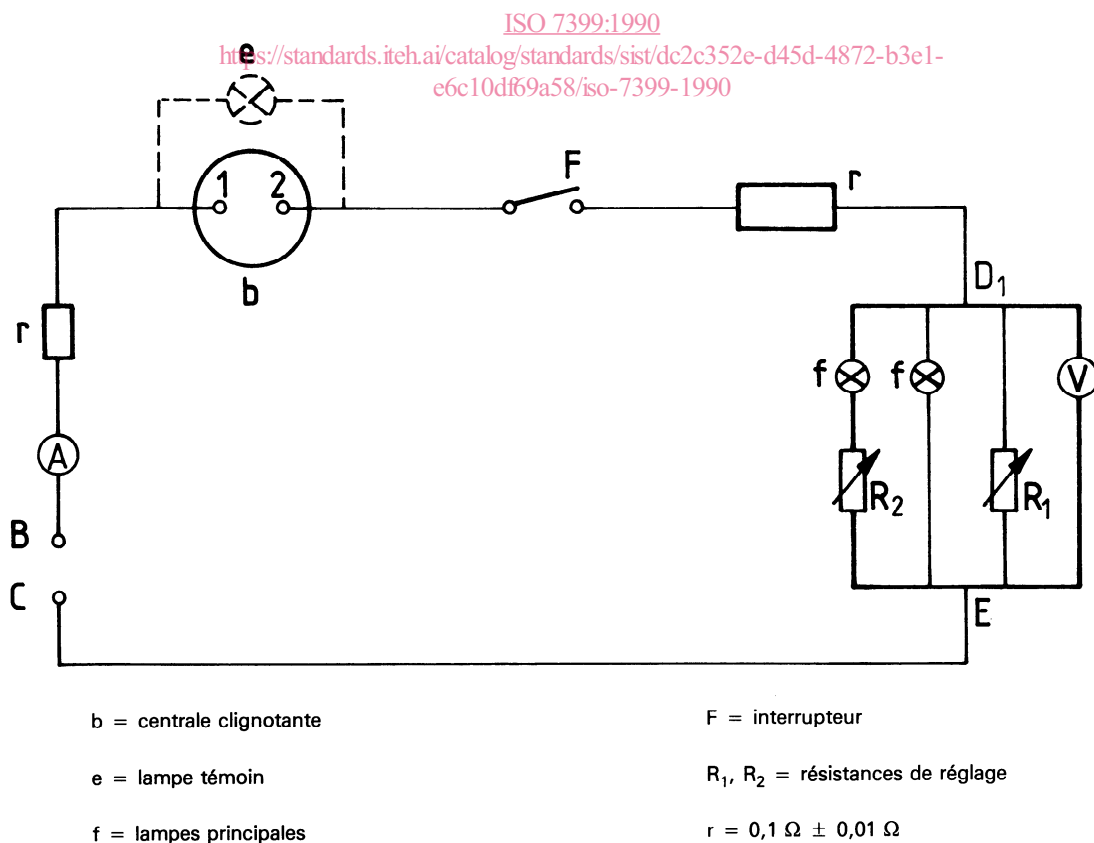 ISO 7399:1990
https://standards.iteh.ai/catalog/standards/sist/dc2c352e-d45d-4872-b3e1-
e6c10df69a58/iso-7399-1990
e
1 2
b
F
r
r
A
B
C
D₁
f
f
V
R₂
R₁
E
b = centrale clignotante
F = interrupteur
e = lampe témoin
R₁, R₂ = résistances de réglage
f = lampes principales
r = 0,1 Ω ± 0,01 Ω